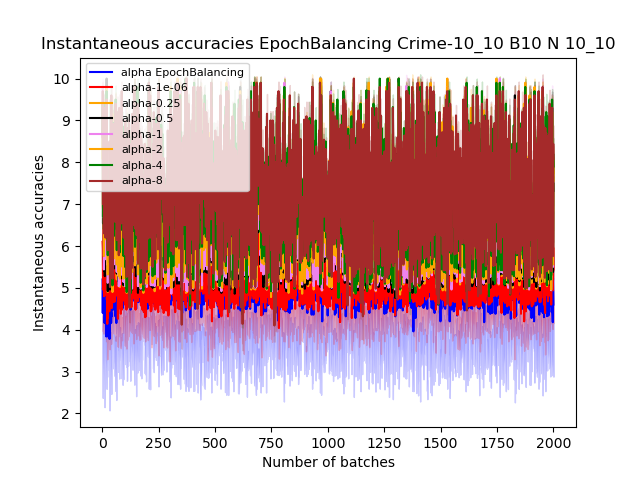 Instantaneous accuracies EpochBalancing Crime-10_10 B10 N 10_10
alpha EpochBalancing
alpha-1e-06
alpha-0.25
alpha-0.5
alpha-1
alpha-2
alpha-4
alpha-8
10
9
8
7
6
5
4
3
2
Instantaneous accuracies
0 250 500 750 1000 1250 1500 1750 2000
Number of batches